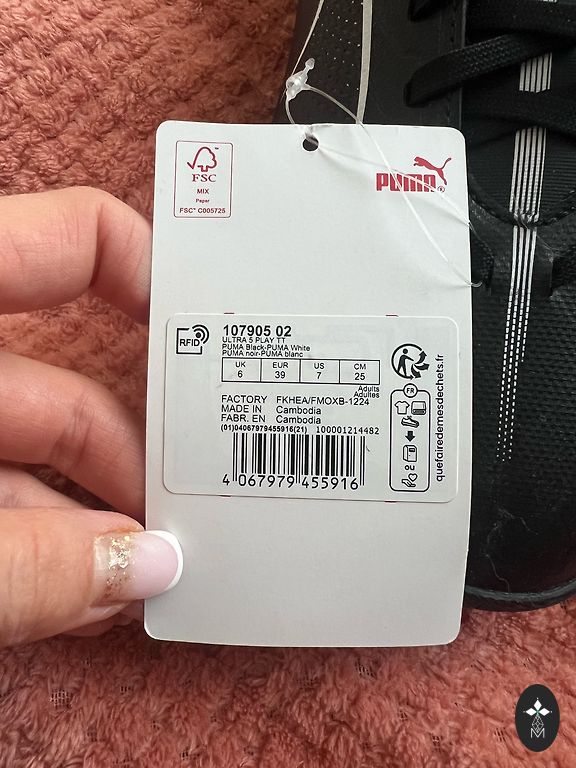 FSC
MIX
Paper
FSC® C005725
PUMA®
RFID
107905 02
ULTRA 5 PLAY TT
PUMA Black-PUMA White
PUMA noir-PUMA blanc
UK EUR US CM
6 39 7 25
Adults
Adultes
FACTORY FKHEA/FMOXB-1224
MADE IN Cambodia
FABR. EN Cambodia
(01)04067979455916(21) 100001214482
4 067979 455916
FR
OU
quefairedemesdechets.fr
M